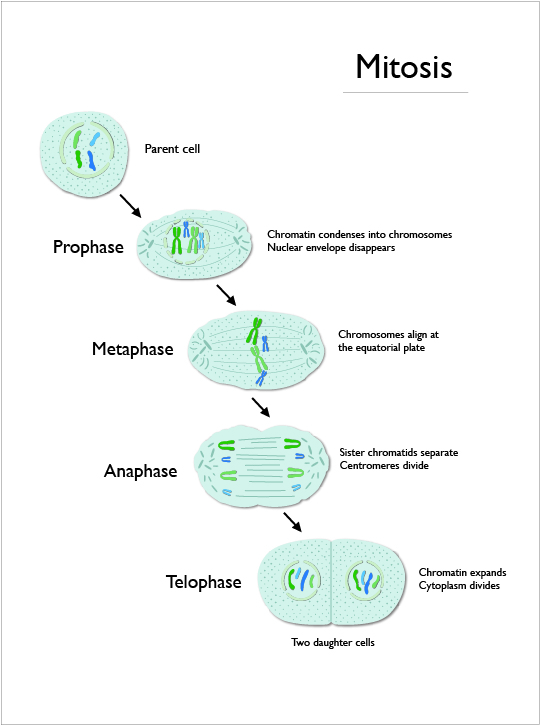 Mitosis
Parent cell
Prophase
Chromatin condenses into chromosomes
Nuclear envelope disappears
Metaphase
Chromosomes align at
the equatorial plate
Anaphase
Sister chromatids separate
Centromeres divide
Telophase
Chromatin expands
Cytoplasm divides
Two daughter cells